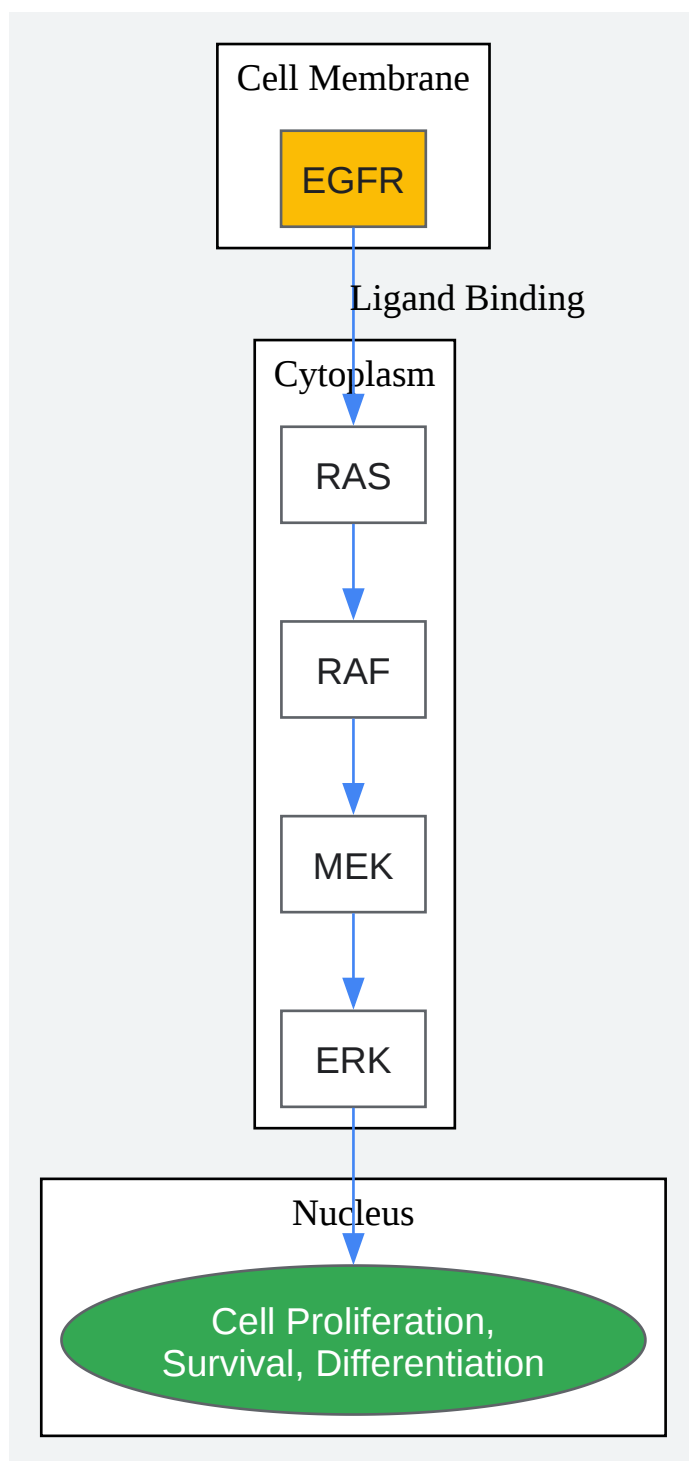 Cell Membrane
EGFR
Ligand Binding
Cytoplasm
RAS
RAF
MEK
ERK
Nucleus
Cell Proliferation,
Survival, Differentiation